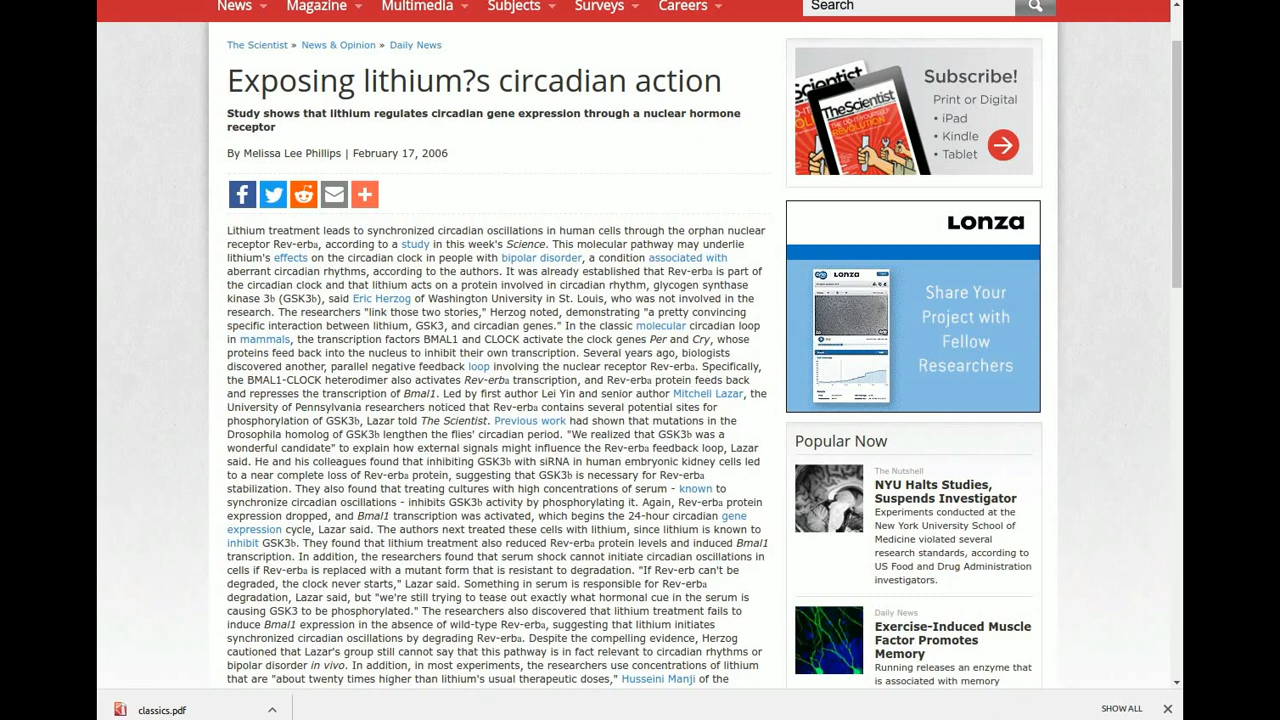 News Magazine Multimedia Subjects Surveys Careers Search
The Scientist » News & Opinion » Daily News
Exposing lithium?s circadian action
Study shows that lithium regulates circadian gene expression through a nuclear hormone
receptor
By Melissa Lee Phillips | February 17, 2006
Lithium treatment leads to synchronized circadian oscillations in human cells through the orphan nuclear
receptor Rev-erbа, according to a study in this week's Science. This molecular pathway may underlie
lithium's effects on the circadian clock in people with bipolar disorder, a condition associated with
aberrant circadian rhythms, according to the authors. It was already established that Rev-erba is part of
the circadian clock and that lithium acts on a protein involved in circadian rhythm, glycogen synthase
kinase 3b (GSK3b), said Eric Herzog of Washington University in St. Louis, who was not involved in the
research. The researchers "link those two stories," Herzog noted, demonstrating "a pretty convincing
specific interaction between lithium, GSK3, and circadian genes." In the classic molecular circadian loop
in mammals, the transcription factors BMAL1 and CLOCK activate the clock genes Per and Cry, whose
proteins feed back into the nucleus to inhibit their own transcription. Several years ago, biologists
discovered another, parallel negative feedback loop involving the nuclear receptor Rev-erba. Specifically,
the BMAL1-CLOCK heterodimer also activates Rev-erba transcription, and Rev-erba protein feeds back
and represses the transcription of Bmal1. Led by first author Lei Yin and senior author Mitchell Lazar, the
University of Pennsylvania researchers noticed that Rev-erba contains several potential sites for
phosphorylation of GSK3b, Lazar told The Scientist. Previous work had shown that mutations in the
Drosophila homolog of GSK3b lengthen the flies' circadian period. "We realized that GSK3b was a
wonderful candidate" to explain how external signals might influence the Rev-erba feedback loop, Lazar
said. He and his colleagues found that inhibiting GSK3b with siRNA in human embryonic kidney cells led
to a near complete loss of Rev-erba protein, suggesting that GSK3b is necessary for Rev-erba
stabilization. They also found that treating cultures with high concentrations of serum - known to
synchronize circadian oscillations - inhibits GSK3b activity by phosphorylating it. Again, Rev-erba protein
expression dropped, and Bmal1 transcription was activated, which begins the 24-hour circadian gene
expression cycle, Lazar said. The authors next treated these cells with lithium, since lithium is known to
inhibit GSK3b. They found that lithium treatment also reduced Rev-erba protein levels and induced Bmal1
transcription. In addition, the researchers found that serum shock cannot initiate circadian oscillations in
cells if Rev-erba is replaced with a mutant form that is resistant to degradation. "If Rev-erb can't be
degraded, the clock never starts," Lazar said. Something in serum is responsible for Rev-erba
degradation, Lazar said, but "we're still trying to tease out exactly what hormonal cue in the serum is
causing GSK3 to be phosphorylated." The researchers also discovered that lithium treatment fails to
induce Bmal1 expression in the absence of wild-type Rev-erba, suggesting that lithium initiates
synchronized circadian oscillations by degrading Rev-erba. Despite the compelling evidence, Herzog
cautioned that Lazar's group still cannot say that this pathway is in fact relevant to circadian rhythms or
bipolar disorder in vivo. In addition, in most experiments, the researchers use concentrations of lithium
that are "about twenty times higher than lithium's usual therapeutic doses," Husseini Manji of the
TheScientist
REVOLUTION
Subscribe!
Print or Digital
• iPad
• Kindle
• Tablet
Lonza
Lonza
Share Your
Project with
Fellow
Researchers
Popular Now
The Nutshell
NYU Halts Studies,
Suspends Investigator
Experiments conducted at the
New York University School of
Medicine violated several
research standards, according to
US Food and Drug Administration
investigators.
Daily News
Exercise-Induced Muscle
Factor Promotes
Memory
Running releases an enzyme that
is associated with memory
classics.pdf
SHOW ALL